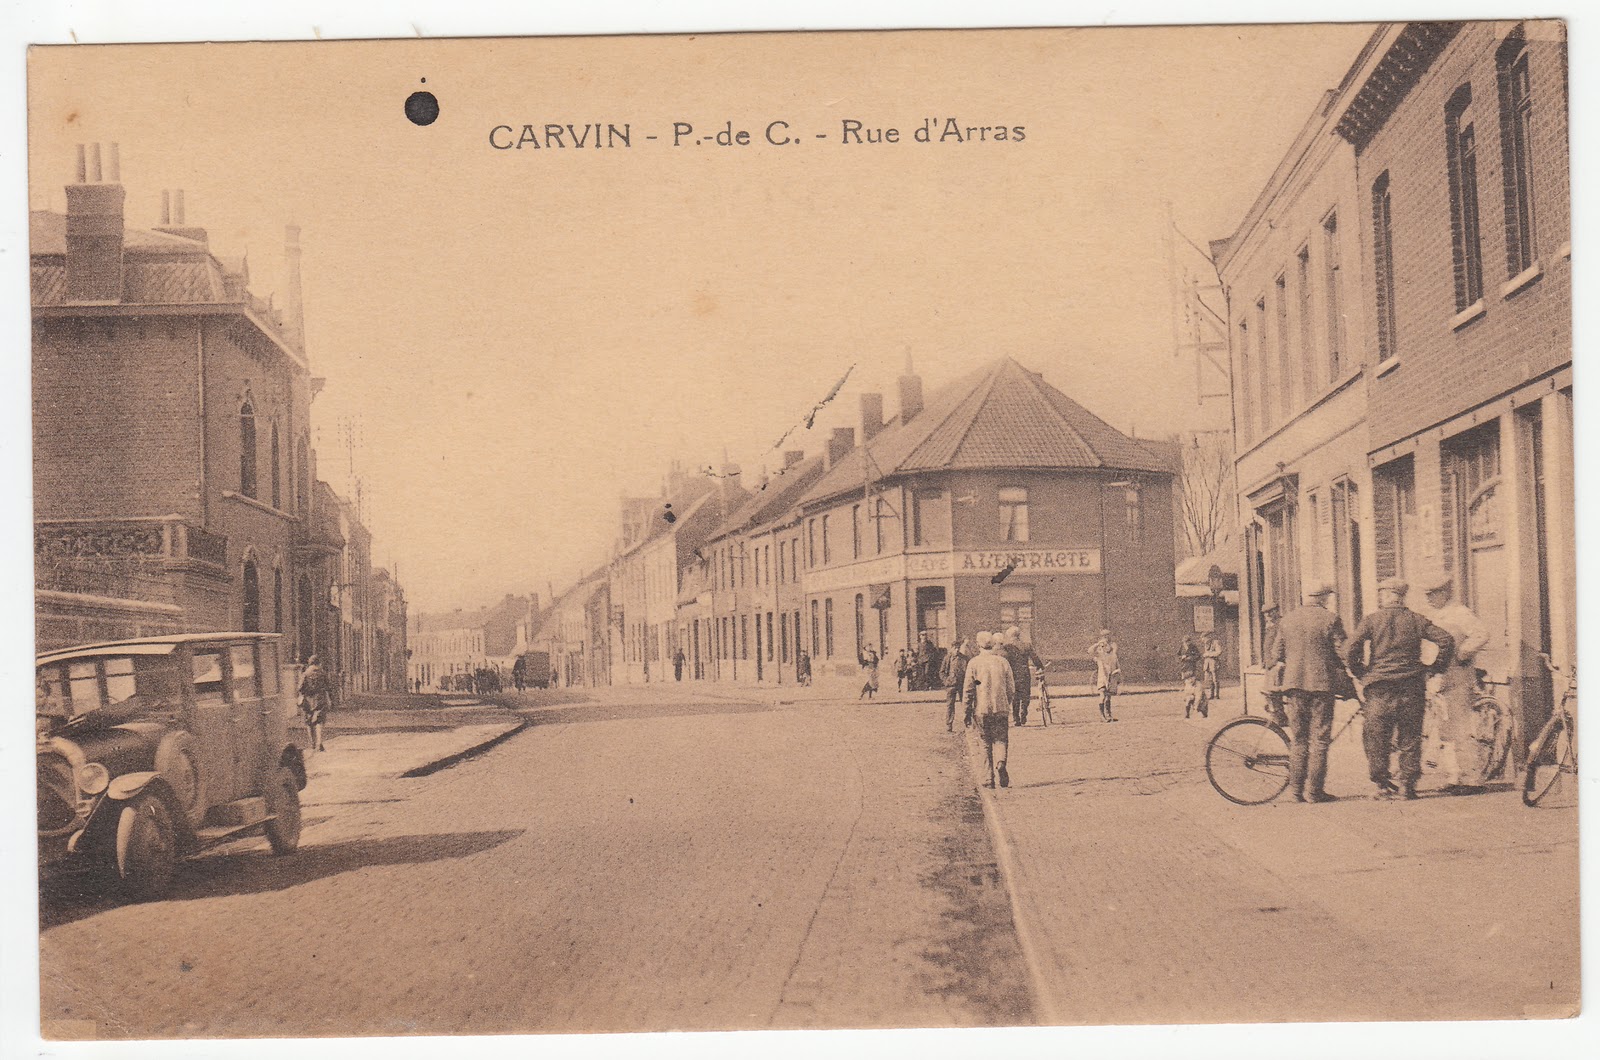 CARVIN - P.-de C. - Rue d'Arras
CAFÉ A L'ENTRACTE